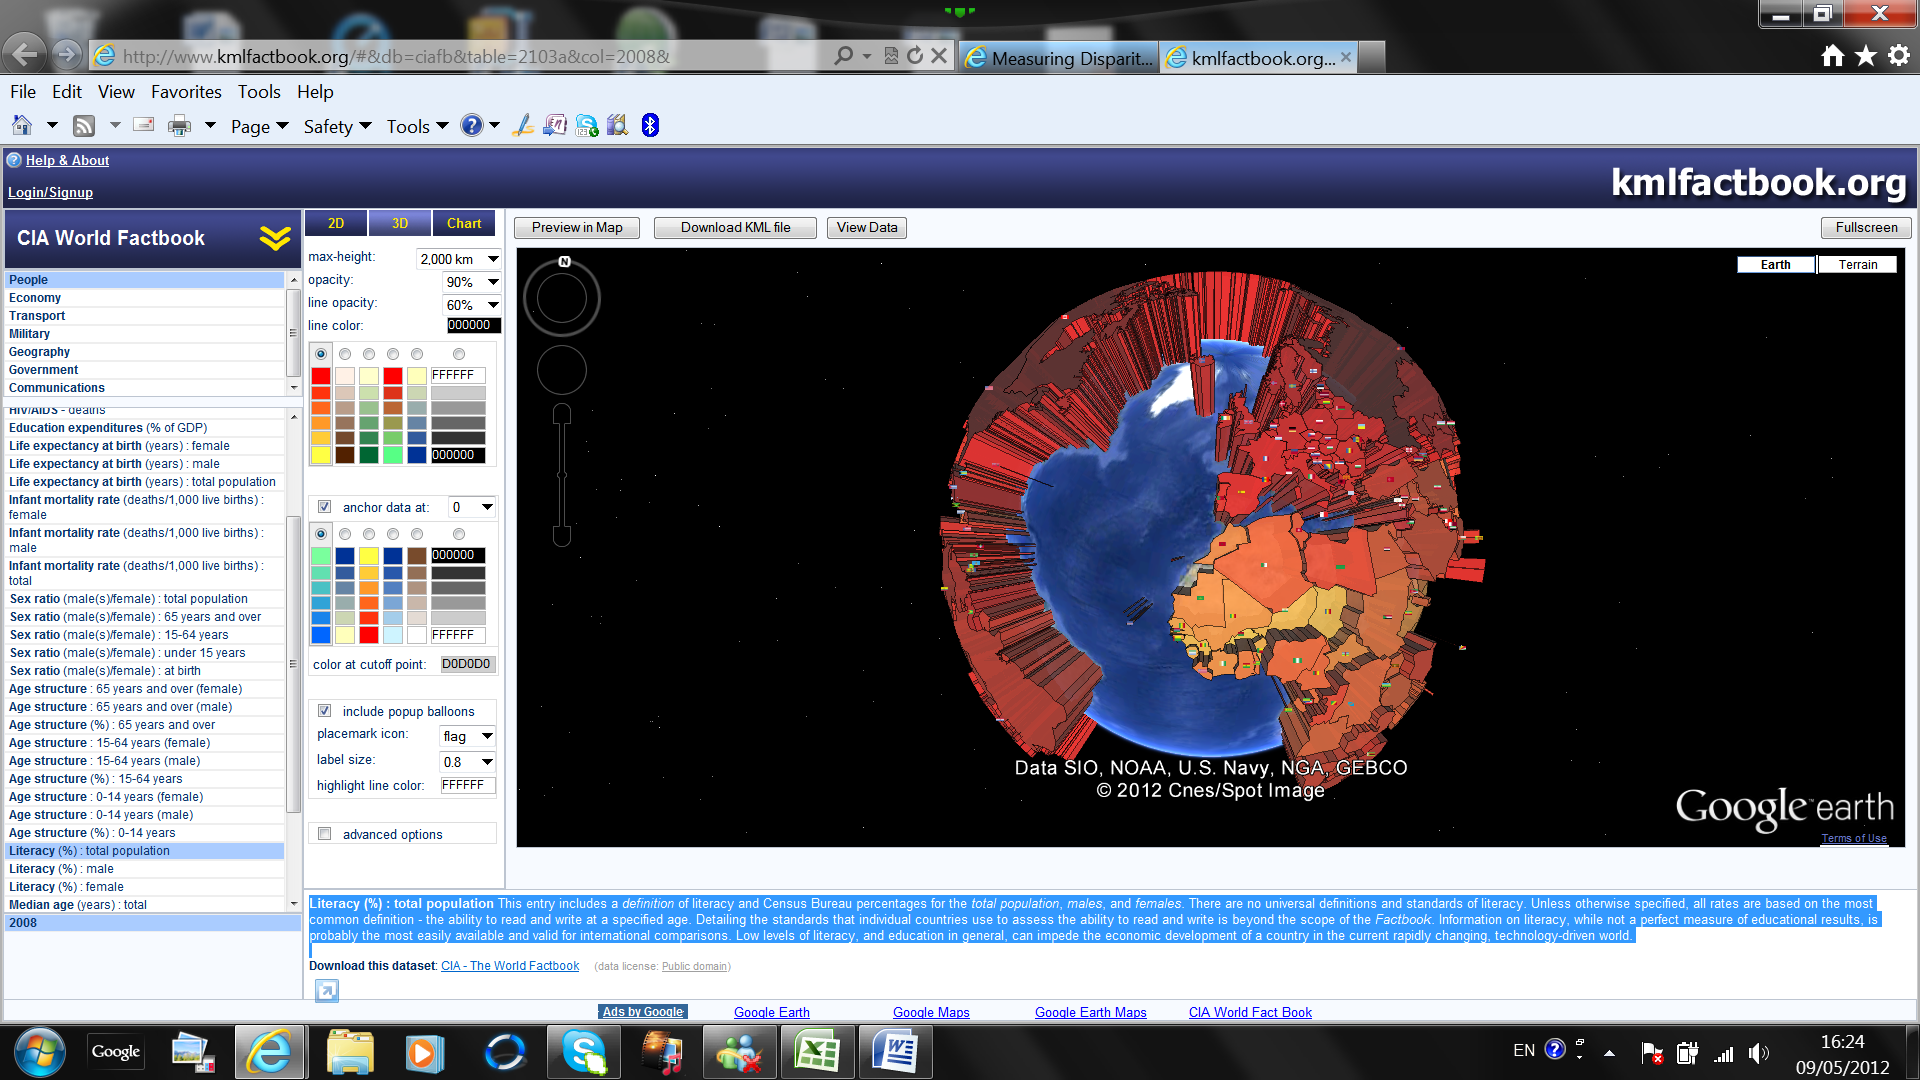 http://www.kmlfactbook.org/#&db=ciafb&table=2103a&col=2008&
Measuring Disparit...
kmlfactbook.org...
File Edit View Favorites Tools Help
Page Safety Tools
Help & About
Login/Signup
kmlfactbook.org
CIA World Factbook
People
Economy
Transport
Military
Geography
Government
Communications
HIV/AIDS - deaths
Education expenditures (% of GDP)
Life expectancy at birth (years) : female
Life expectancy at birth (years) : male
Life expectancy at birth (years) : total population
Infant mortality rate (deaths/1,000 live births) :
female
Infant mortality rate (deaths/1,000 live births) :
male
Infant mortality rate (deaths/1,000 live births) :
total
Sex ratio (male(s)/female) : total population
Sex ratio (male(s)/female) : 65 years and over
Sex ratio (male(s)/female) : 15-64 years
Sex ratio (male(s)/female) : under 15 years
Sex ratio (male(s)/female) : at birth
Age structure : 65 years and over (female)
Age structure : 65 years and over (male)
Age structure (%) : 65 years and over
Age structure : 15-64 years (female)
Age structure : 15-64 years (male)
Age structure (%) : 15-64 years
Age structure : 0-14 years (female)
Age structure : 0-14 years (male)
Age structure (%) : 0-14 years
Literacy (%) : total population
Literacy (%) : male
Literacy (%) : female
Median age (years) : total
2008
2D 3D Chart
max-height: 2,000 km
opacity: 90%
line opacity: 60%
line color: 000000
FFFFFF
000000
anchor data at: 0
000000
FFFFFF
color at cutoff point: D0D0D0
include popup balloons
placemark icon: flag
label size: 0.8
highlight line color: FFFFFF
advanced options
Preview in Map Download KML file View Data Fullscreen
N
Earth Terrain
Data SIO, NOAA, U.S. Navy, NGA, GEBCO
© 2012 Cnes/Spot Image
Google earth
Terms of Use
Literacy (%) : total population This entry includes a definition of literacy and Census Bureau percentages for the total population, males, and females. There are no universal definitions and standards of literacy. Unless otherwise specified, all rates are based on the most
common definition - the ability to read and write at a specified age. Detailing the standards that individual countries use to assess the ability to read and write is beyond the scope of the Factbook. Information on literacy, while not a perfect measure of educational results, is
probably the most easily available and valid for international comparisons. Low levels of literacy, and education in general, can impede the economic development of a country in the current rapidly changing, technology-driven world.
Download this dataset: CIA - The World Factbook (data license: Public domain)
Ads by Google Google Earth Google Maps Google Earth Maps CIA World Fact Book
Google
EN
16:24
09/05/2012